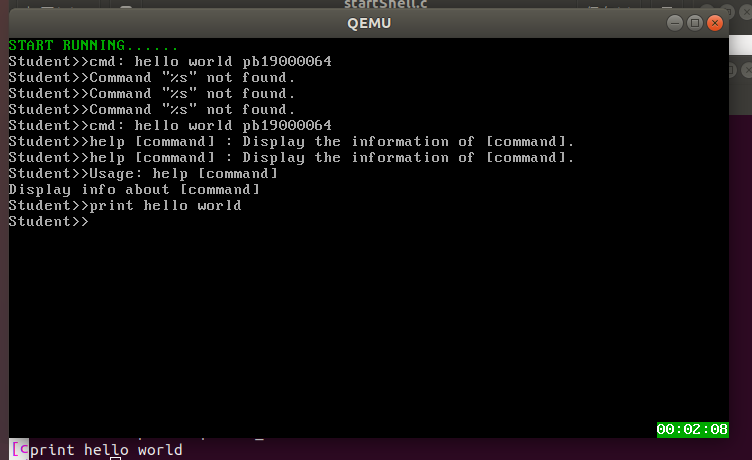 startShell.c
QEMU
START RUNNING......
Student>>cmd: hello world pb19000064
Student>>Command "%s" not found.
Student>>Command "%s" not found.
Student>>Command "%s" not found.
Student>>cmd: hello world pb19000064
Student>>help [command] : Display the information of [command].
Student>>help [command] : Display the information of [command].
Student>>Usage: help [command]
Display info about [command]
Student>>print hello world
Student>>
00:02:08
[c print hello world